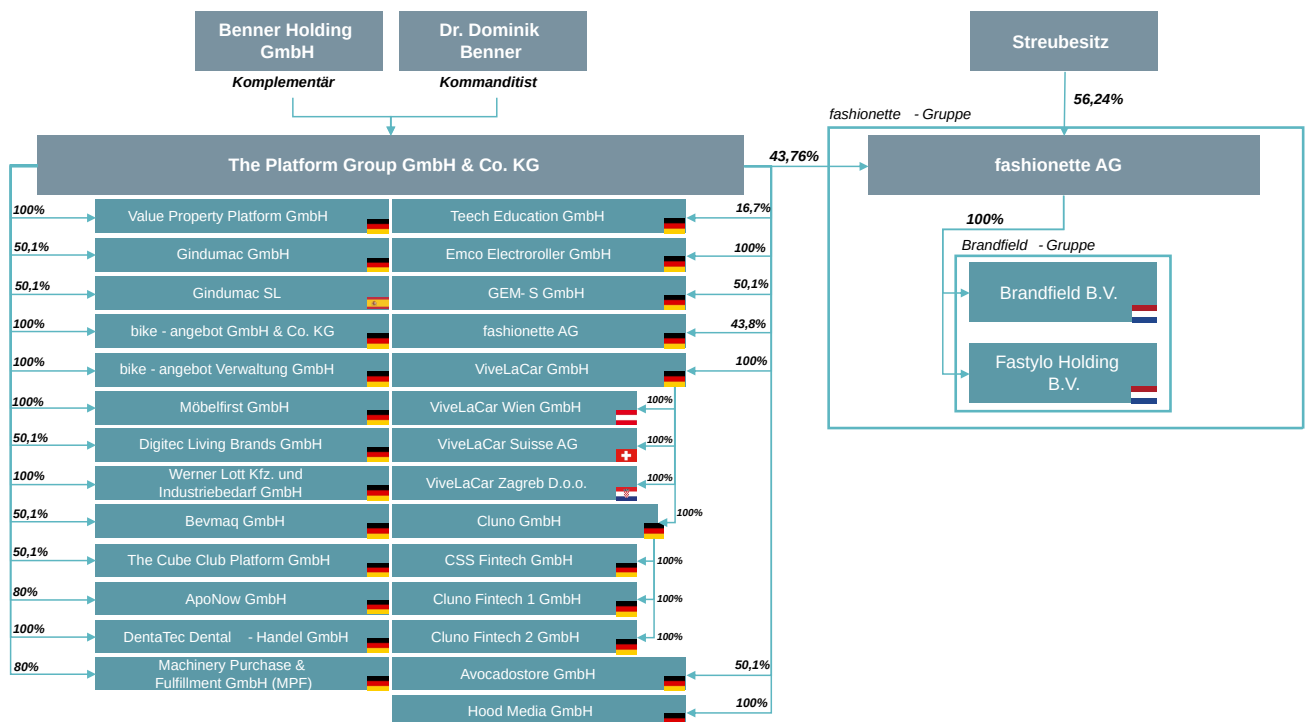 Benner Holding
GmbH
Dr. Dominik
Benner
Streubesitz
Komplementär
Kommanditist
56,24%
fashionette - Gruppe
The Platform Group GmbH & Co. KG
43,76%
fashionette AG
100%
Value Property Platform GmbH
Teech Education GmbH
16,7%
100%
50,1%
Gindumac GmbH
Emco Electroroller GmbH
100%
Brandfield - Gruppe
50,1%
Gindumac SL
GEM- S GmbH
50,1%
Brandfield B.V.
100%
bike - angebot GmbH & Co. KG
fashionette AG
43,8%
100%
bike - angebot Verwaltung GmbH
ViveLaCar GmbH
100%
Fastylo Holding
B.V.
100%
Möbelfirst GmbH
ViveLaCar Wien GmbH
100%
50,1%
Digitec Living Brands GmbH
ViveLaCar Suisse AG
100%
100%
Werner Lott Kfz. und
Industriebedarf GmbH
ViveLaCar Zagreb D.o.o.
100%
50,1%
Bevmaq GmbH
Cluno GmbH
100%
50,1%
The Cube Club Platform GmbH
CSS Fintech GmbH
100%
80%
ApoNow GmbH
Cluno Fintech 1 GmbH
100%
100%
DentaTec Dental - Handel GmbH
Cluno Fintech 2 GmbH
100%
80%
Machinery Purchase &
Fulfillment GmbH (MPF)
Avocadostore GmbH
50,1%
Hood Media GmbH
100%